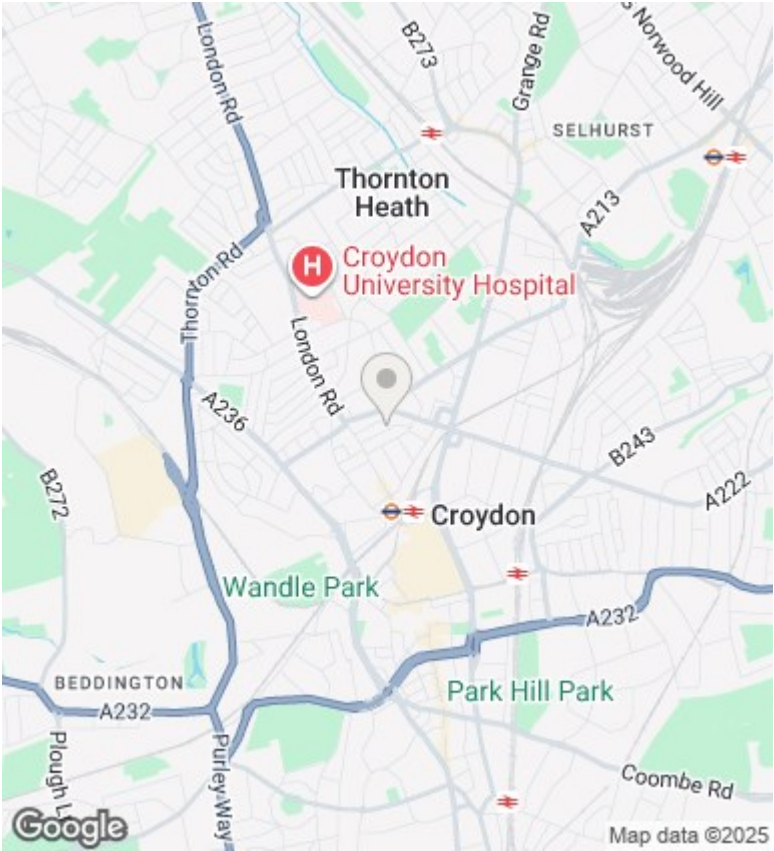 London Rd
B273
Grange Rd
S Norwood Hill
SELHURST
Thornton
Heath
A213
H
Croydon
University Hospital
Thornton Rd
London Rd
A236
B243
B272
A222
Croydon
Wandle Park
A232
BEDDINGTON
A232
Park Hill Park
Plough L
Purley Way
Coombe Rd
Google
Map data ©2025